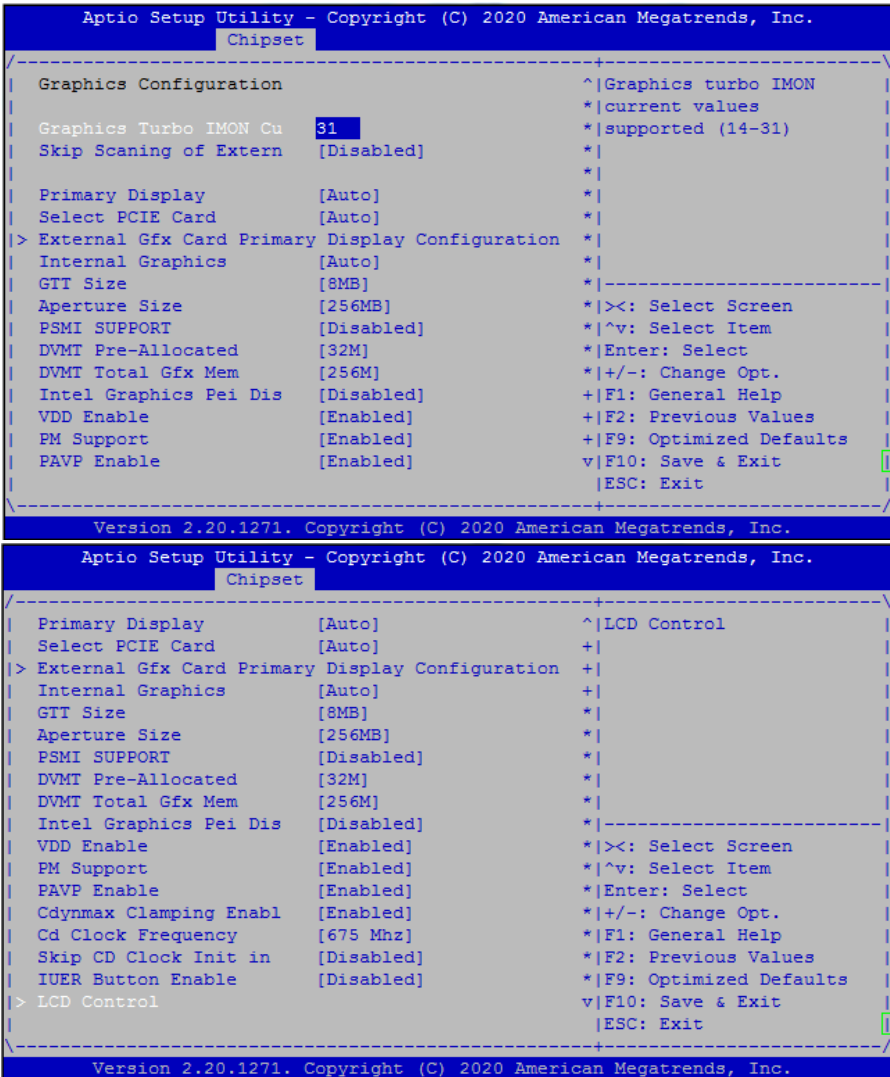 Aptio Setup Utility - Copyright (C) 2020 American Megatrends, Inc.
Chipset
/----------------------------------------------------+-------------------------\
| Graphics Configuration ^|Graphics turbo IMON |
| *|current values |
| Graphics Turbo IMON Cu 31 *|supported (14-31) |
| Skip Scaning of Extern [Disabled] *| |
| *| |
| Primary Display [Auto] *| |
| Select PCIE Card [Auto] *| |
|> External Gfx Card Primary Display Configuration *| |
| Internal Graphics [Auto] *| |
| GTT Size [8MB] *|-------------------------|
| Aperture Size [256MB] *|><: Select Screen |
| PSMI SUPPORT [Disabled] *|^v: Select Item |
| DVMT Pre-Allocated [32M] *|Enter: Select |
| DVMT Total Gfx Mem [256M] *|+/-: Change Opt. |
| Intel Graphics Pei Dis [Disabled] +|F1: General Help |
| VDD Enable [Enabled] +|F2: Previous Values |
| PM Support [Enabled] +|F9: Optimized Defaults |
| PAVP Enable [Enabled] v|F10: Save & Exit |
| |ESC: Exit |
\----------------------------------------------------+-------------------------/
Version 2.20.1271. Copyright (C) 2020 American Megatrends, Inc.
Aptio Setup Utility - Copyright (C) 2020 American Megatrends, Inc.
Chipset
/----------------------------------------------------+-------------------------\
| Primary Display [Auto] ^|LCD Control |
| Select PCIE Card [Auto] +| |
|> External Gfx Card Primary Display Configuration +| |
| Internal Graphics [Auto] +| |
| GTT Size [8MB] *| |
| Aperture Size [256MB] *| |
| PSMI SUPPORT [Disabled] *| |
| DVMT Pre-Allocated [32M] *| |
| DVMT Total Gfx Mem [256M] *| |
| Intel Graphics Pei Dis [Disabled] *|-------------------------|
| VDD Enable [Enabled] *|><: Select Screen |
| PM Support [Enabled] *|^v: Select Item |
| PAVP Enable [Enabled] *|Enter: Select |
| Cdynmax Clamping Enabl [Enabled] *|+/-: Change Opt. |
| Cd Clock Frequency [675 Mhz] *|F1: General Help |
| Skip CD Clock Init in [Disabled] *|F2: Previous Values |
| IUER Button Enable [Disabled] *|F9: Optimized Defaults |
|> LCD Control v|F10: Save & Exit |
| |ESC: Exit |
\----------------------------------------------------+-------------------------/
Version 2.20.1271. Copyright (C) 2020 American Megatrends, Inc.